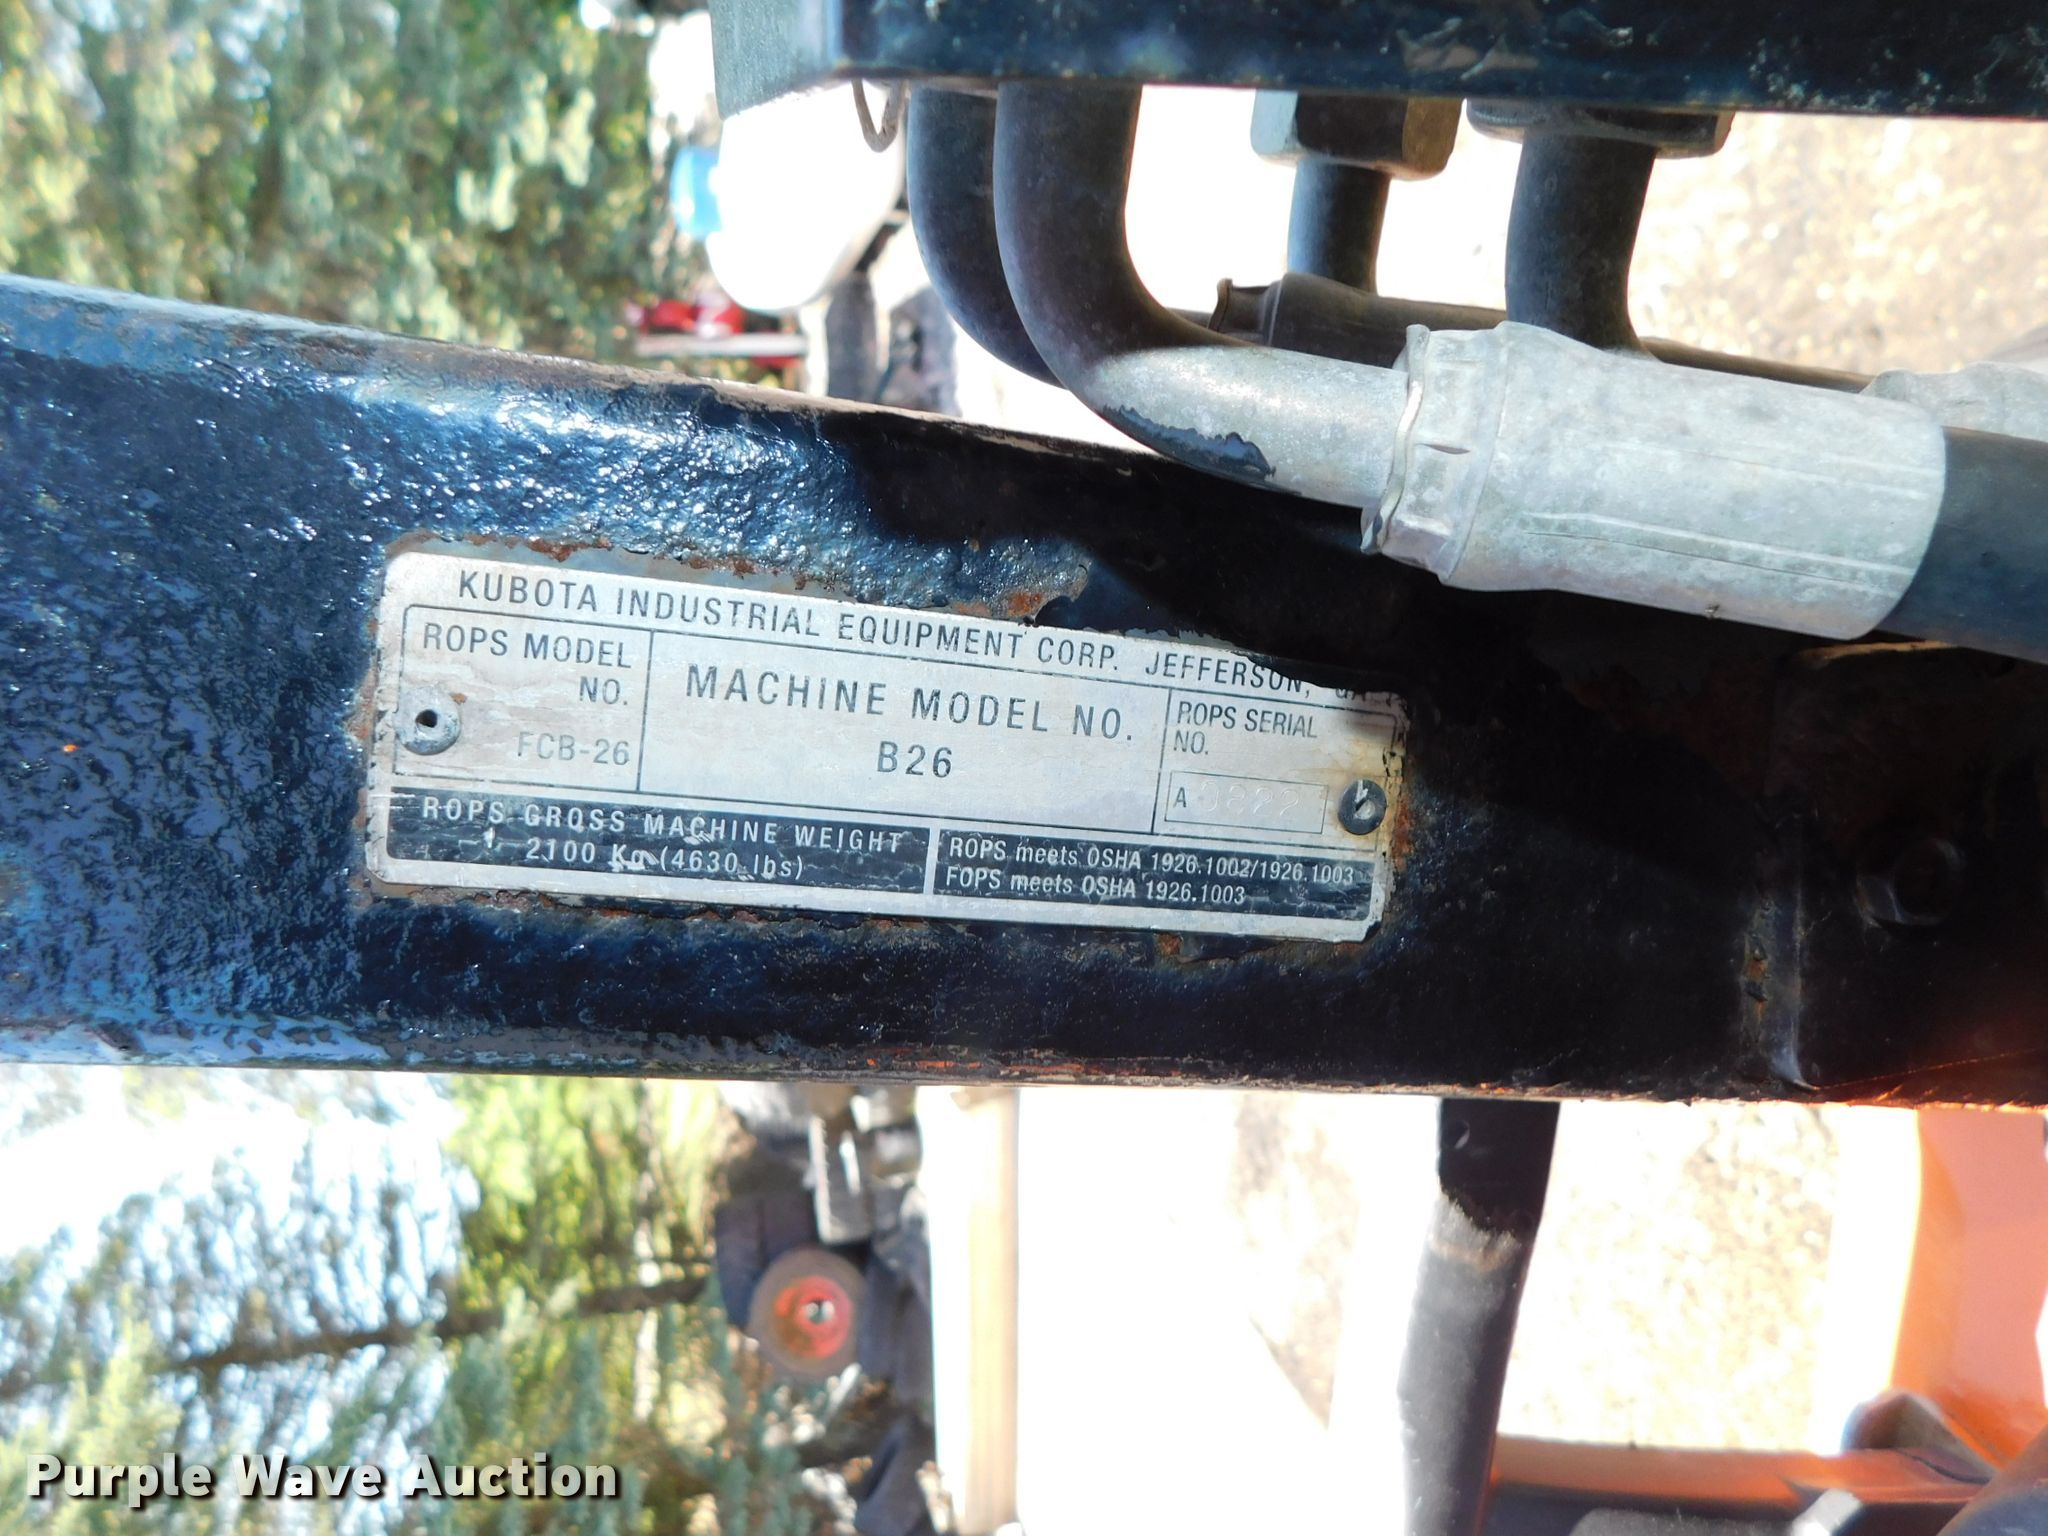 KUBOTA INDUSTRIAL EQUIPMENT CORP. JEFFERSON, GA
ROPS MODEL NO.
FCB-26
MACHINE MODEL NO.
B26
ROPS SERIAL NO.
A
ROPS GROSS MACHINE WEIGHT
2100 Kg (4630 lbs)
ROPS meets OSHA 1926.1002/1926.1003
FOPS meets OSHA 1926.1003
Purple Wave Auction